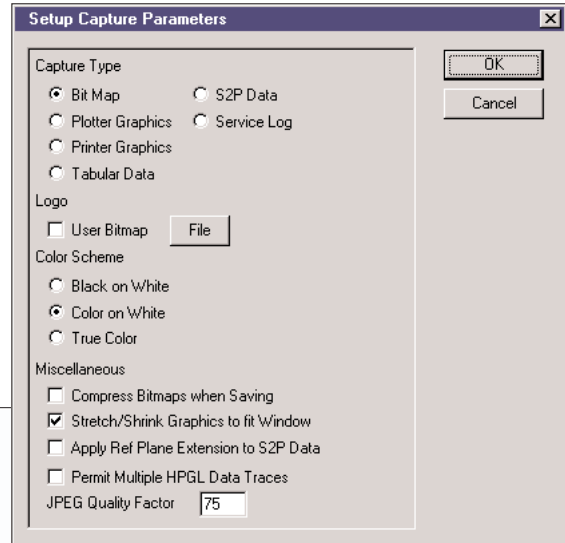 Setup Capture Parameters
OK
Cancel
Capture Type
Bit Map
S2P Data
Plotter Graphics
Service Log
Printer Graphics
Tabular Data
Logo
User Bitmap
File
Color Scheme
Black on White
Color on White
True Color
Miscellaneous
Compress Bitmaps when Saving
Stretch/Shrink Graphics to fit Window
Apply Ref Plane Extension to S2P Data
Permit Multiple HPGL Data Traces
JPEG Quality Factor 75